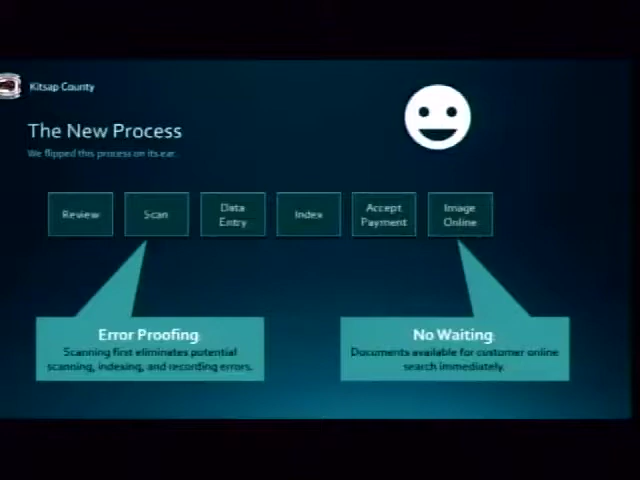 Kitsap County
The New Process
We flipped this process on its ear.
Review
Scan
Data
Entry
Index
Accept
Payment
Image
Online
Error Proofing
Scanning first eliminates potential
scanning, indexing, and recording errors.
No Waiting
Documents available for customer online
search immediately.